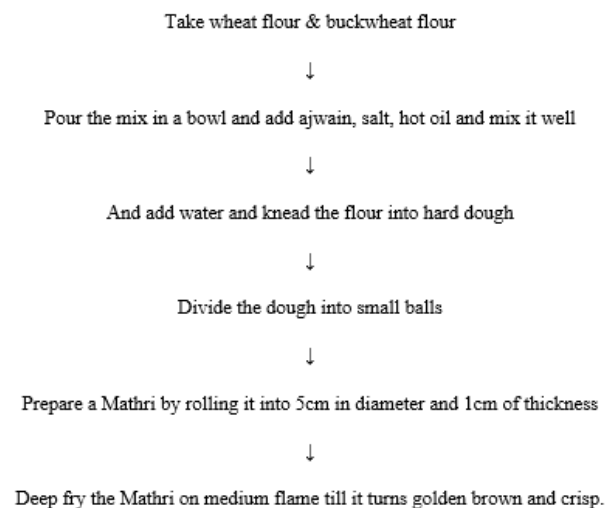 Take wheat flour & buckwheat flour
↓
Pour the mix in a bowl and add ajwain, salt, hot oil and mix it well
↓
And add water and knead the flour into hard dough
↓
Divide the dough into small balls
↓
Prepare a Mathri by rolling it into 5cm in diameter and 1cm of thickness
↓
Deep fry the Mathri on medium flame till it turns golden brown and crisp.